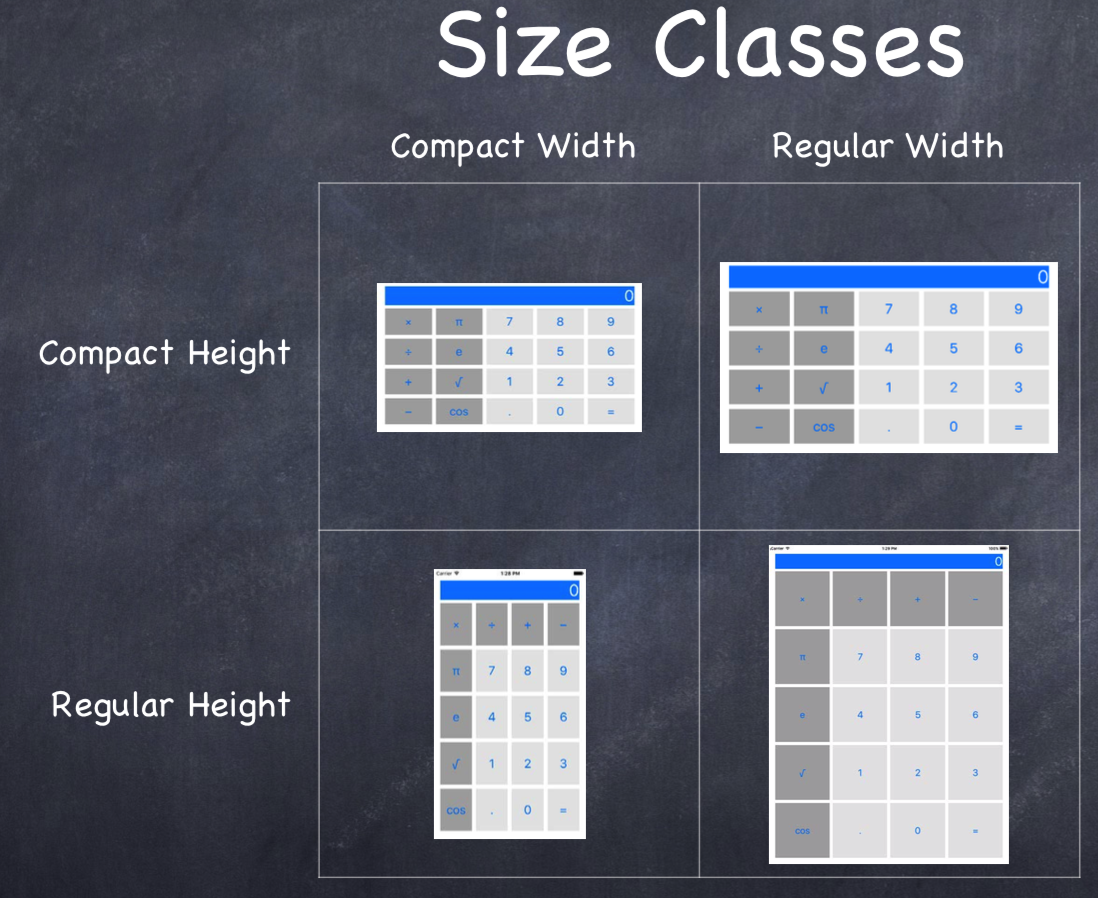 Size Classes
Compact Width Regular Width
Compact Height
0
× π 7 8 9
÷ e 4 5 6
+ √ 1 2 3
− cos . 0 =
0
× π 7 8 9
÷ e 4 5 6
+ √ 1 2 3
− cos . 0 =
Regular Height
Carrier 1:28 PM
0
× ÷ + −
π 7 8 9
e 4 5 6
√ 1 2 3
cos . 0 =
Carrier 1:29 PM 100%
0
× ÷ + −
π 7 8 9
e 4 5 6
√ 1 2 3
cos . 0 =